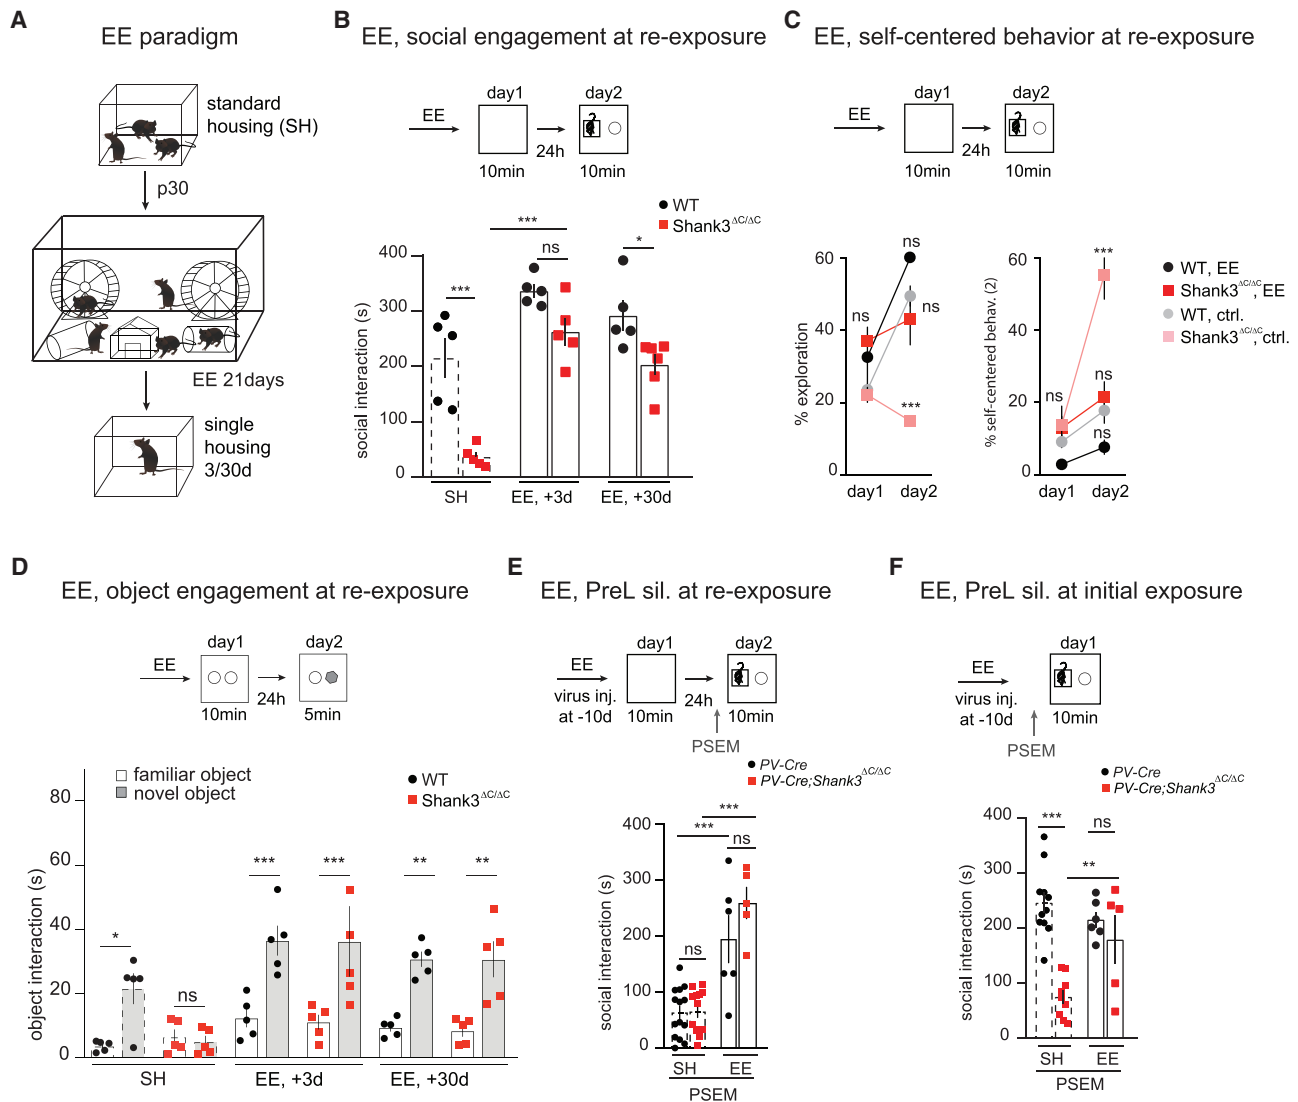 A
EE paradigm
standard
housing (SH)
p30
EE 21days
single
housing
3/30d
B
EE, social engagement at re-exposure
EE
day1
day2
24h
10min
10min
WT
Shank3ΔC/ΔC
social interaction (s)
400
300
200
100
0
***
***
ns
*
SH
EE, +3d
EE, +30d
C
EE, self-centered behavior at re-exposure
EE
day1
day2
24h
10min
10min
% exploration
60
40
20
0
ns
ns
ns
***
day1
day2
% self-centered behav. (2)
60
40
20
0
***
ns
ns
ns
day1
day2
WT, EE
Shank3ΔC/ΔC, EE
WT, ctrl.
Shank3ΔC/ΔC, ctrl.
D
EE, object engagement at re-exposure
EE
day1
day2
24h
10min
5min
familiar object
novel object
WT
Shank3ΔC/ΔC
object interaction (s)
80
60
40
20
0
*
ns
***
***
**
**
SH
EE, +3d
EE, +30d
E
EE, PreL sil. at re-exposure
EE
virus inj.
at -10d
day1
day2
24h
10min
10min
PSEM
PV-Cre
PV-Cre;Shank3ΔC/ΔC
social interaction (s)
400
300
200
100
0
***
***
ns
ns
SH
EE
PSEM
F
EE, PreL sil. at initial exposure
EE
virus inj.
at -10d
day1
10min
PSEM
PV-Cre
PV-Cre;Shank3ΔC/ΔC
social interaction (s)
400
300
200
100
0
***
ns
**
SH
EE
PSEM